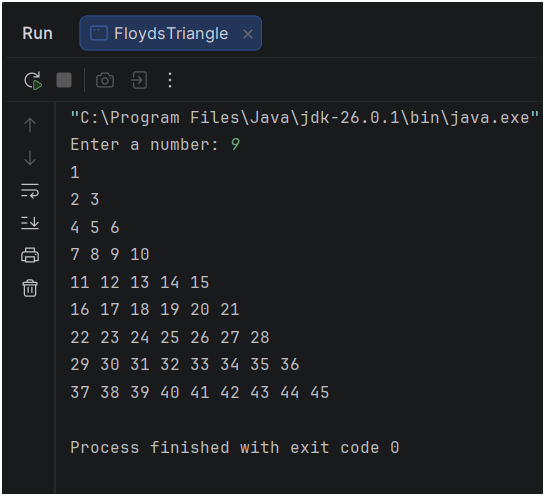 Run FloydsTriangle
"C:\Program Files\Java\jdk-26.0.1\bin\java.exe"
Enter a number: 9
1
2 3
4 5 6
7 8 9 10
11 12 13 14 15
16 17 18 19 20 21
22 23 24 25 26 27 28
29 30 31 32 33 34 35 36
37 38 39 40 41 42 43 44 45
Process finished with exit code 0